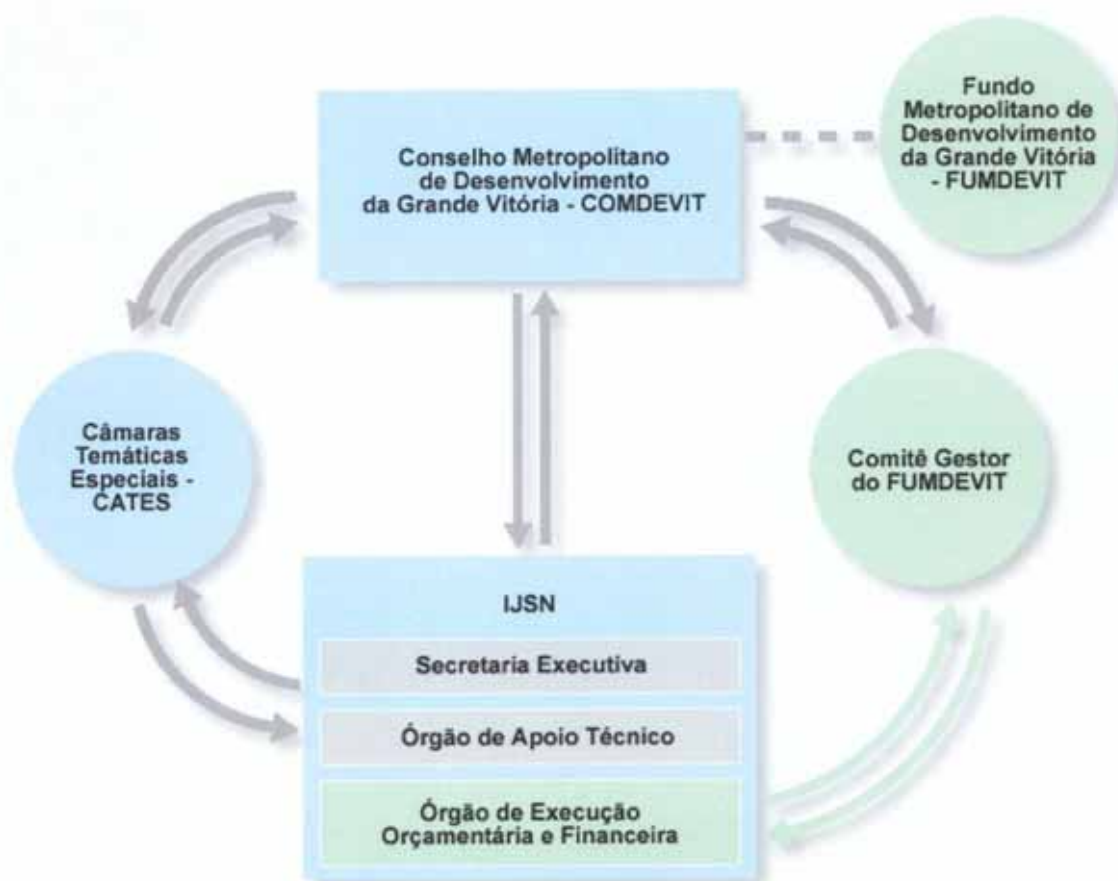 Fundo
Metropolitano de
Desenvolvimento
da Grande Vitória
- FUMDEVIT
Conselho Metropolitano
de Desenvolvimento
da Grande Vitória - COMDEVIT
Câmaras
Temáticas
Especiais -
CATES
Comitê Gestor
do FUMDEVIT
IJSN
Secretaria Executiva
Órgão de Apoio Técnico
Órgão de Execução
Orçamentária e Financeira